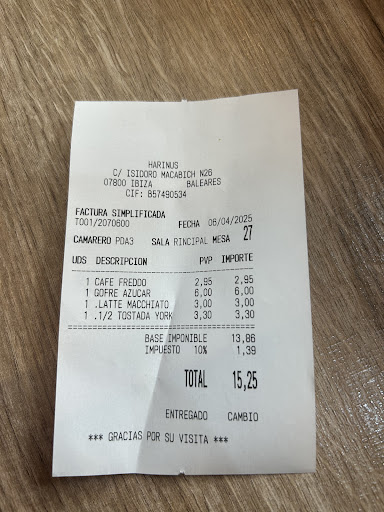 HARINUS
C/ ISIDORO MACABICH N26
07800 IBIZA BALEARES
CIF: B57490534
FACTURA SIMPLIFICADA
T001/2070600 FECHA 06/04/2025
CAMARERO PDA3 SALA RINCIPAL MESA 27
UDS DESCRIPCION PVP IMPORTE
1 CAFE FREDDO 2,95 2,95
1 GOFRE AZUCAR 6,00 6,00
1 .LATTE MACCHIATO 3,00 3,00
1 .1/2 TOSTADA YORK 3,30 3,30
BASE IMPONIBLE 13,86
IMPUESTO 10% 1,39
TOTAL 15,25
ENTREGADO CAMBIO
*** GRACIAS POR SU VISITA ***